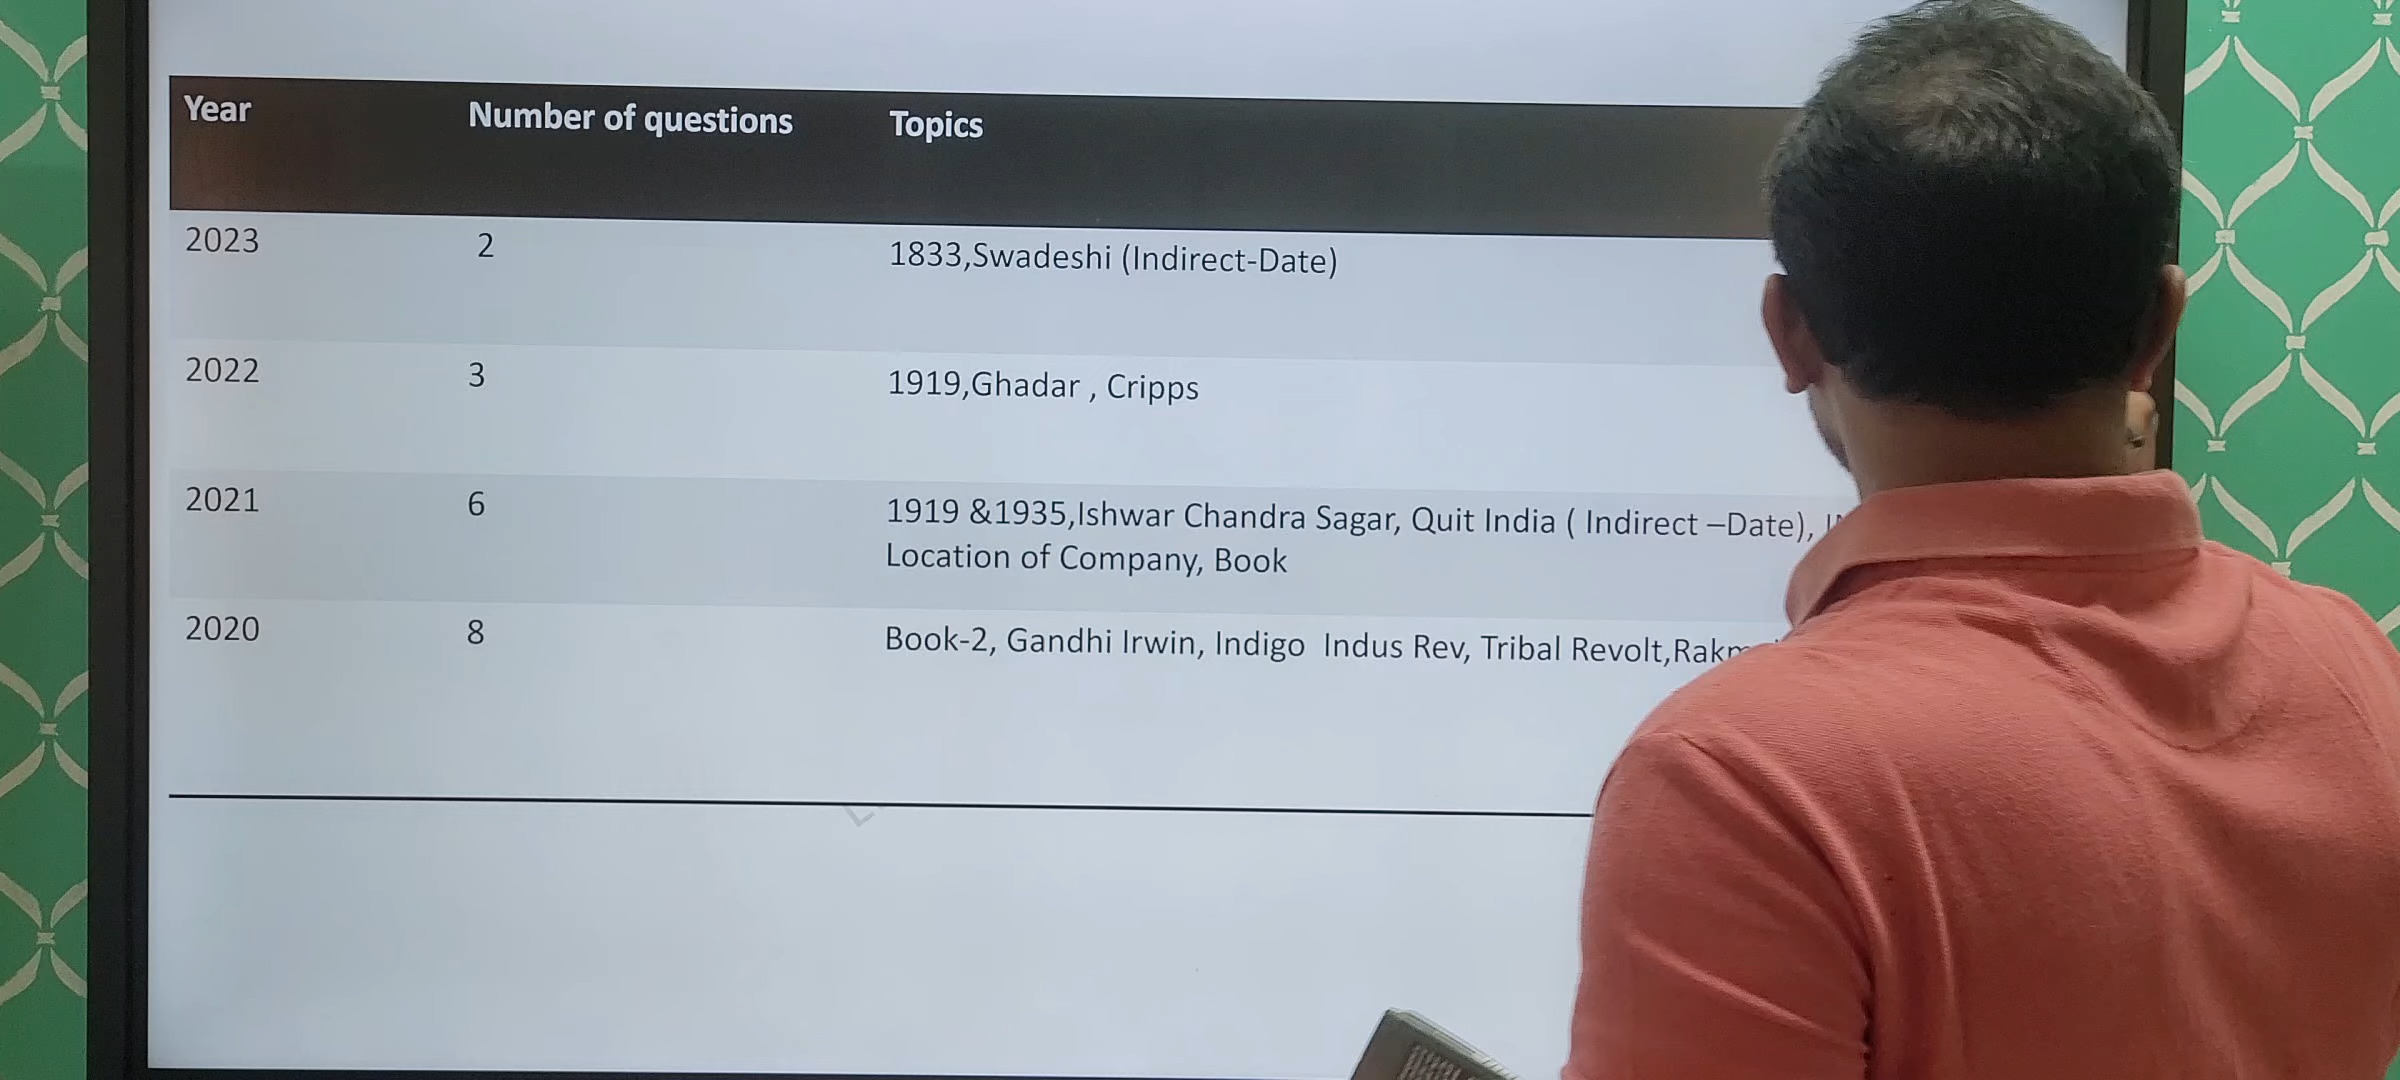 Year Number of questions Topics
2023 2 1833,Swadeshi (Indirect-Date)
2022 3 1919,Ghadar , Cripps
2021 6 1919 &1935,Ishwar Chandra Sagar, Quit India ( Indirect –Date),
Location of Company, Book
2020 8 Book-2, Gandhi Irwin, Indigo Indus Rev, Tribal Revolt,